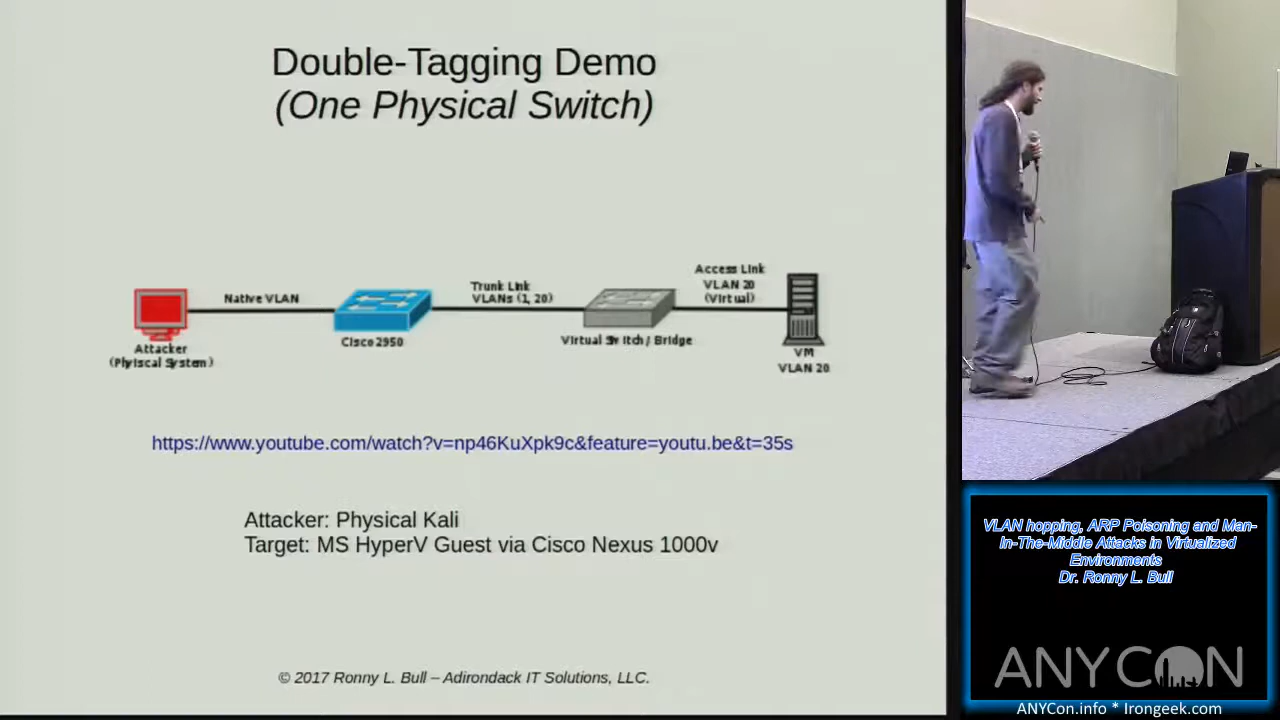 Double-Tagging Demo
(One Physical Switch)
Native VLAN
Trunk Link
VLANs (1, 20)
Access Link
VLAN 20
(Virtual)
Attacker
(Phyiscal System)
Cisco 2950
Virtual Switch / Bridge
VM
VLAN 20
https://www.youtube.com/watch?v=np46KuXpk9c&feature=youtu.be&t=35s
Attacker: Physical Kali
Target: MS HyperV Guest via Cisco Nexus 1000v
© 2017 Ronny L. Bull – Adirondack IT Solutions, LLC.
VLAN hopping, ARP Poisoning and Man-
In-The-Middle Attacks in Virtualized
Environments
Dr. Ronny L. Bull
ANYCON
ANYCon.info * Irongeek.com